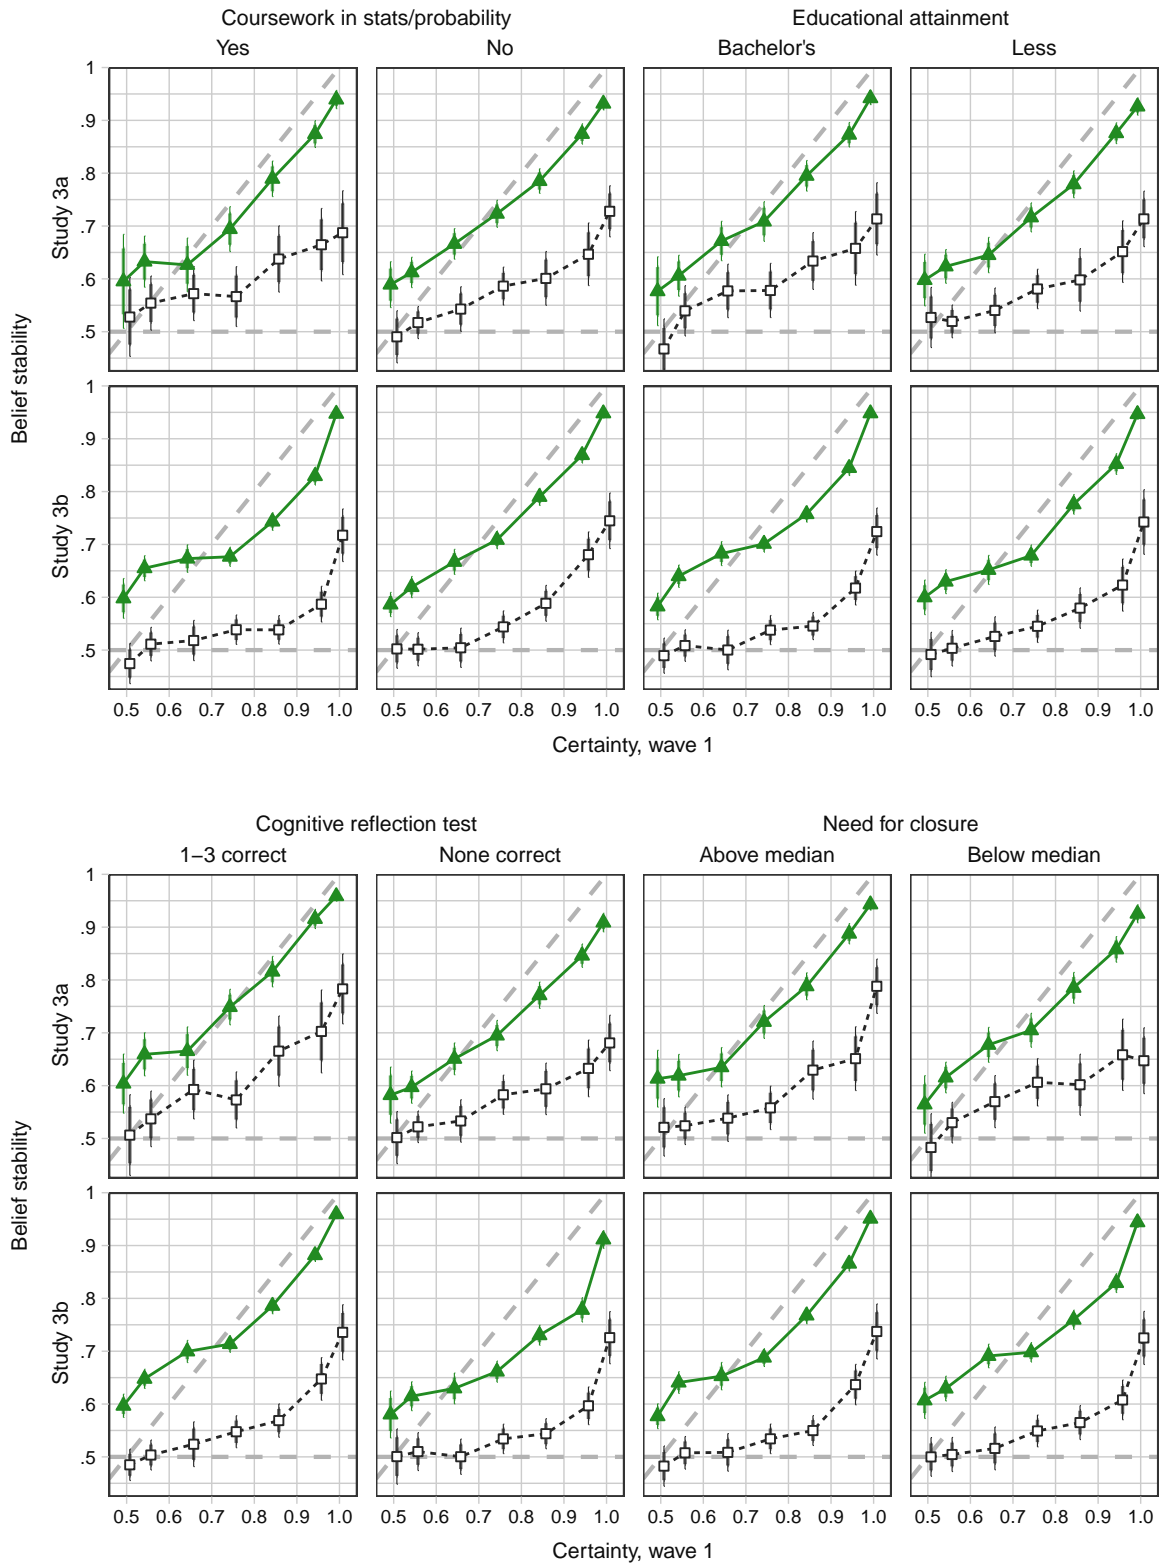 Coursework in stats/probability Educational attainment
Yes No Bachelor's Less
Belief stability
Study 3a
1
.9
.8
.7
.6
.5
Study 3b
1
.9
.8
.7
.6
.5
0.5 0.6 0.7 0.8 0.9 1.0 0.5 0.6 0.7 0.8 0.9 1.0 0.5 0.6 0.7 0.8 0.9 1.0 0.5 0.6 0.7 0.8 0.9 1.0
Certainty, wave 1
Cognitive reflection test Need for closure
1–3 correct None correct Above median Below median
Belief stability
Study 3a
1
.9
.8
.7
.6
.5
Study 3b
1
.9
.8
.7
.6
.5
0.5 0.6 0.7 0.8 0.9 1.0 0.5 0.6 0.7 0.8 0.9 1.0 0.5 0.6 0.7 0.8 0.9 1.0 0.5 0.6 0.7 0.8 0.9 1.0
Certainty, wave 1